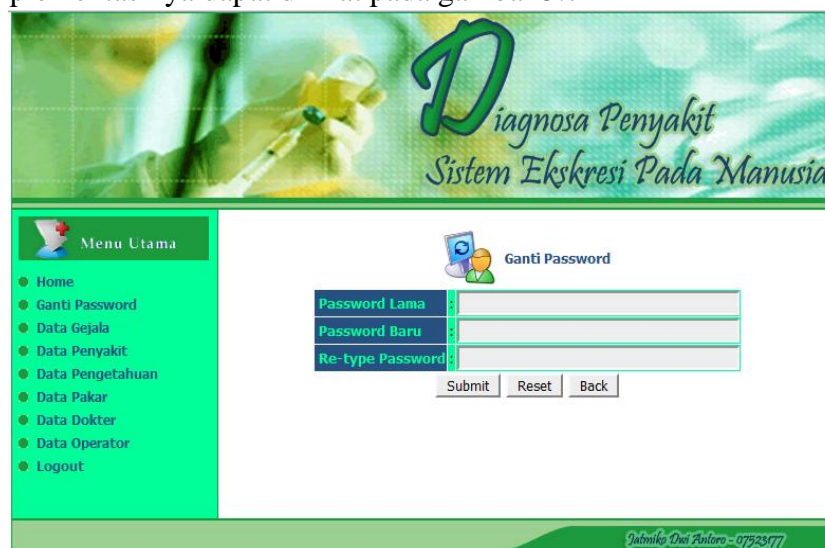 Diagnosa Penyakit
Sistem Ekskresi Pada Manusia
Menu Utama
Home
Ganti Password
Data Gejala
Data Penyakit
Data Pengetahuan
Data Pakar
Data Dokter
Data Operator
Logout
Ganti Password
Password Lama :
Password Baru :
Re-type Password :
Submit Reset Back
Jatmiko Dwi Antoro - 07523177